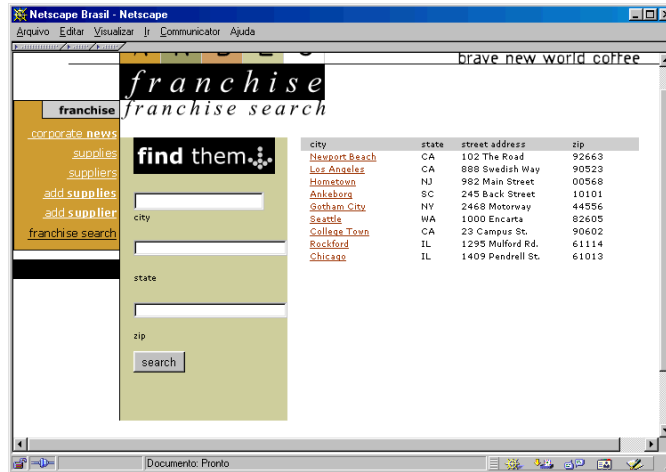 Netscape Brasil - Netscape
Arquivo Editar Visualizar Ir Communicator Ajuda
brave new world coffee
franchise
franchise search
franchise
corporate news
supplies
suppliers
add supplies
add supplier
franchise search
find them
city
state
zip
search
city state street address zip
Newport Beach CA 102 The Road 92663
Los Angeles CA 888 Swedish Way 90523
Hometown NJ 982 Main Street 00568
Ankeborg SC 245 Back Street 10101
Gotham City NY 2468 Motorway 44556
Seattle WA 1000 Encarta 82605
College Town CA 23 Campus St. 90602
Rockford IL 1295 Mulford Rd. 61114
Chicago IL 1409 Pendrell St. 61013
Documento: Pronto